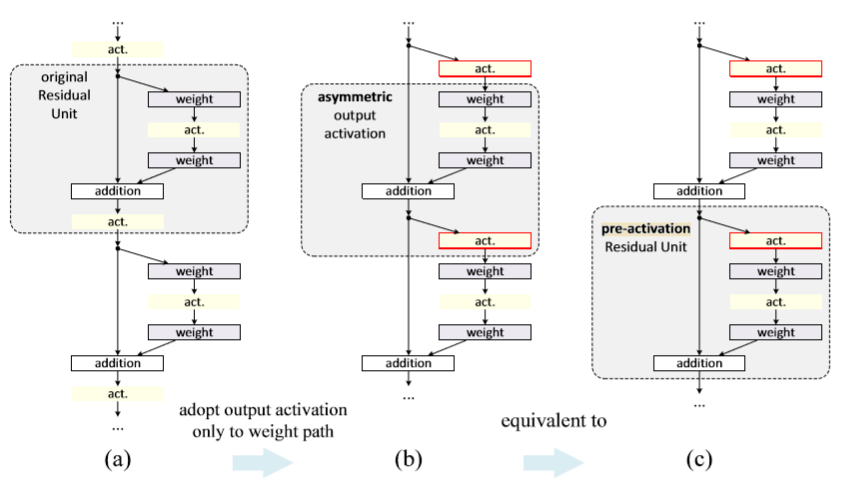 ...
act.
original
Residual
Unit
weight
act.
weight
addition
act.
weight
act.
weight
addition
act.
...
adopt output activation
only to weight path
(a)
...
act.
asymmetric
output
activation
weight
act.
weight
addition
act.
weight
act.
weight
addition
...
equivalent to
(b)
...
act.
weight
act.
weight
addition
pre-activation
Residual Unit
act.
weight
act.
weight
addition
...
(c)